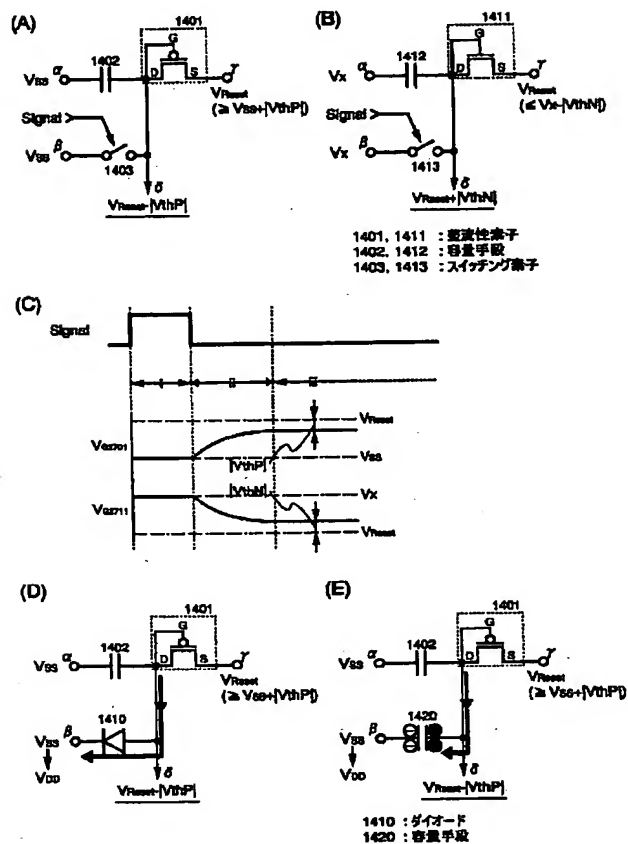 (A)
1401
1402
G
Vss α
D S
γ
VReset
(≧ Vss+|VthP|)
Signal
Vss β
1403
δ
VReset-|VthP|
(B)
1411
1412
G
Vx α
D S
γ
VReset
(≦ Vx-|VthN|)
Signal
Vx β
1413
δ
VReset+|VthN|
1401, 1411 : 整流性素子
1402, 1412 : 容量手段
1403, 1413 : スイッチング素子
(C)
Signal
I II III
VReset
VG2701
|VthP|
Vss
|VthN|
Vx
VG2711
VReset
(D)
1401
1402
G
Vss α
D S
γ
VReset
(≧ Vss+|VthP|)
1410
Vss β
VDD
δ
VReset-|VthP|
(E)
1401
1402
G
Vss α
D S
γ
VReset
(≧ Vss+|VthP|)
1420
Vss β
VDD
δ
VReset-|VthP|
1410 : ダイオード
1420 : 容量手段